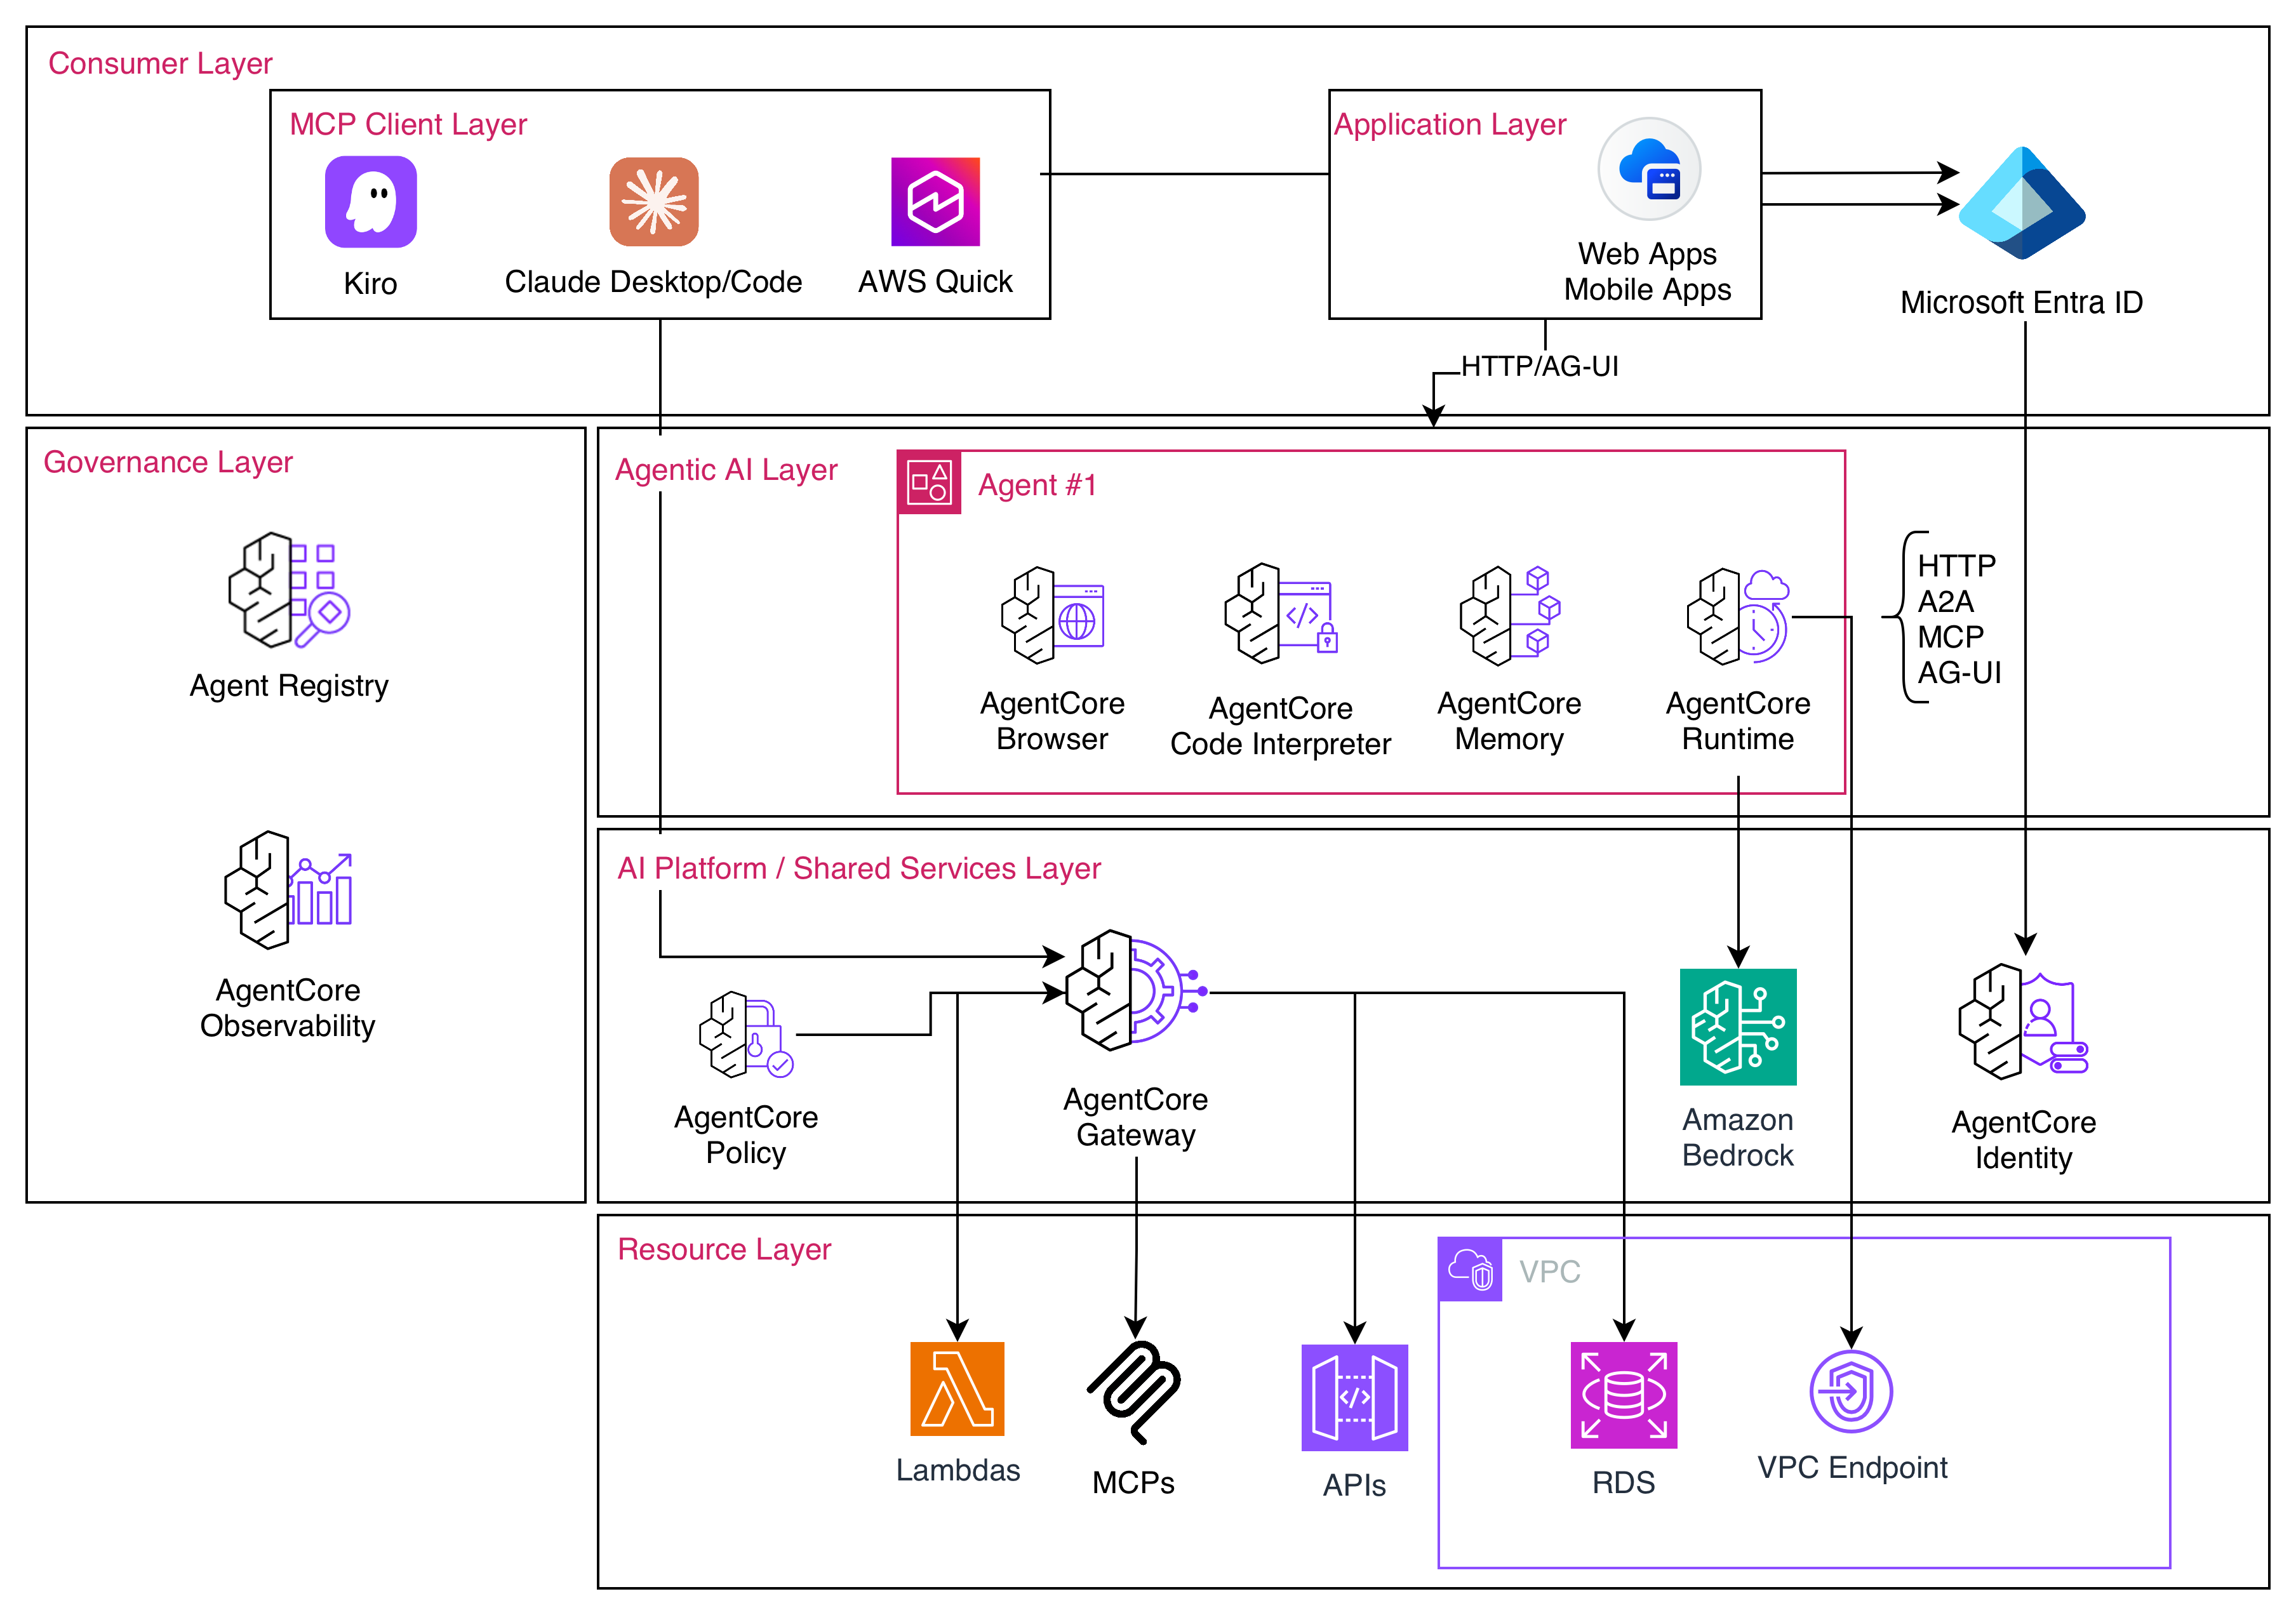 Consumer Layer
MCP Client Layer
Kiro
Claude Desktop/Code
AWS Quick
Application Layer
Web Apps
Mobile Apps
Microsoft Entra ID
HTTP/AG-UI
Governance Layer
Agent Registry
AgentCore
Observability
Agentic AI Layer
Agent #1
AgentCore
Browser
AgentCore
Code Interpreter
AgentCore
Memory
AgentCore
Runtime
HTTP
A2A
MCP
AG-UI
AI Platform / Shared Services Layer
AgentCore
Policy
AgentCore
Gateway
Amazon
Bedrock
AgentCore
Identity
Resource Layer
Lambdas
MCPs
APIs
VPC
RDS
VPC Endpoint